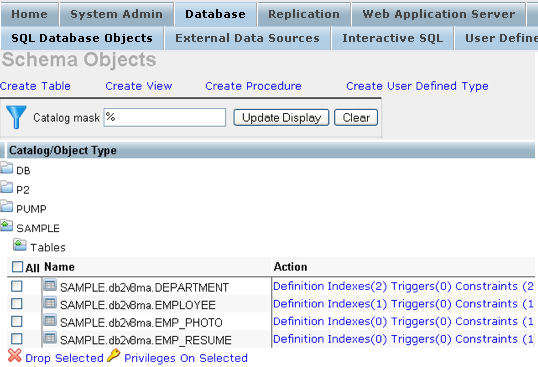 Home System Admin Database Replication Web Application Server
SQL Database Objects External Data Sources Interactive SQL User Define
Schema Objects
Create Table Create View Create Procedure Create User Defined Type
Catalog mask % Update Display Clear
Catalog/Object Type
DB
P2
PUMP
SAMPLE
Tables
All Name Action
SAMPLE.db2v8ma.DEPARTMENT Definition Indexes(2) Triggers(0) Constraints (2
SAMPLE.db2v8ma.EMPLOYEE Definition Indexes(1) Triggers(0) Constraints (1
SAMPLE.db2v8ma.EMP_PHOTO Definition Indexes(1) Triggers(0) Constraints (1
SAMPLE.db2v8ma.EMP_RESUME Definition Indexes(1) Triggers(0) Constraints (1
Drop Selected Privileges On Selected